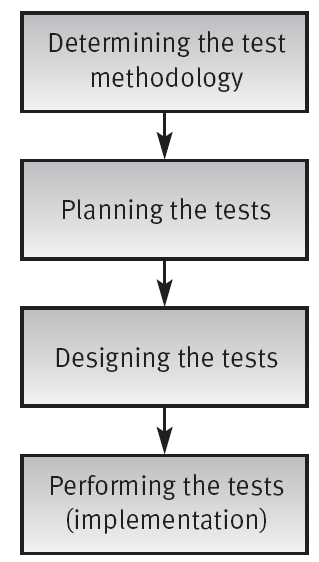 Determining the test
methodology
Planning the tests
Designing the tests
Performing the tests
(implementation)